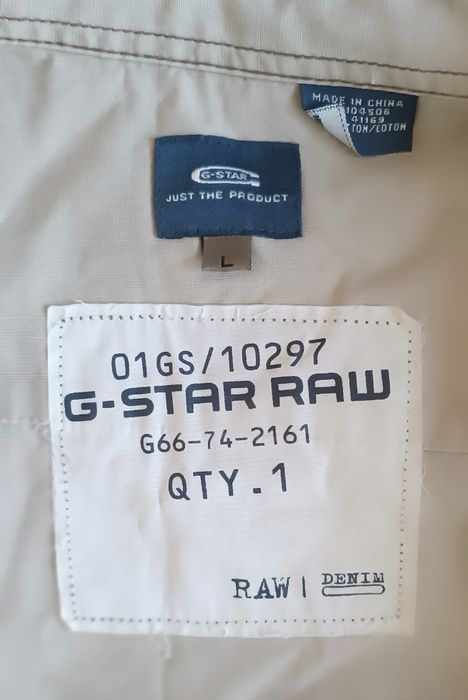 MADE IN CHINA
104506
41169
TON/COTON
G-STAR
JUST THE PRODUCT
L
01GS/10297
G-STAR RAW
G66-74-2161
QTY.1
RAW | DENIM